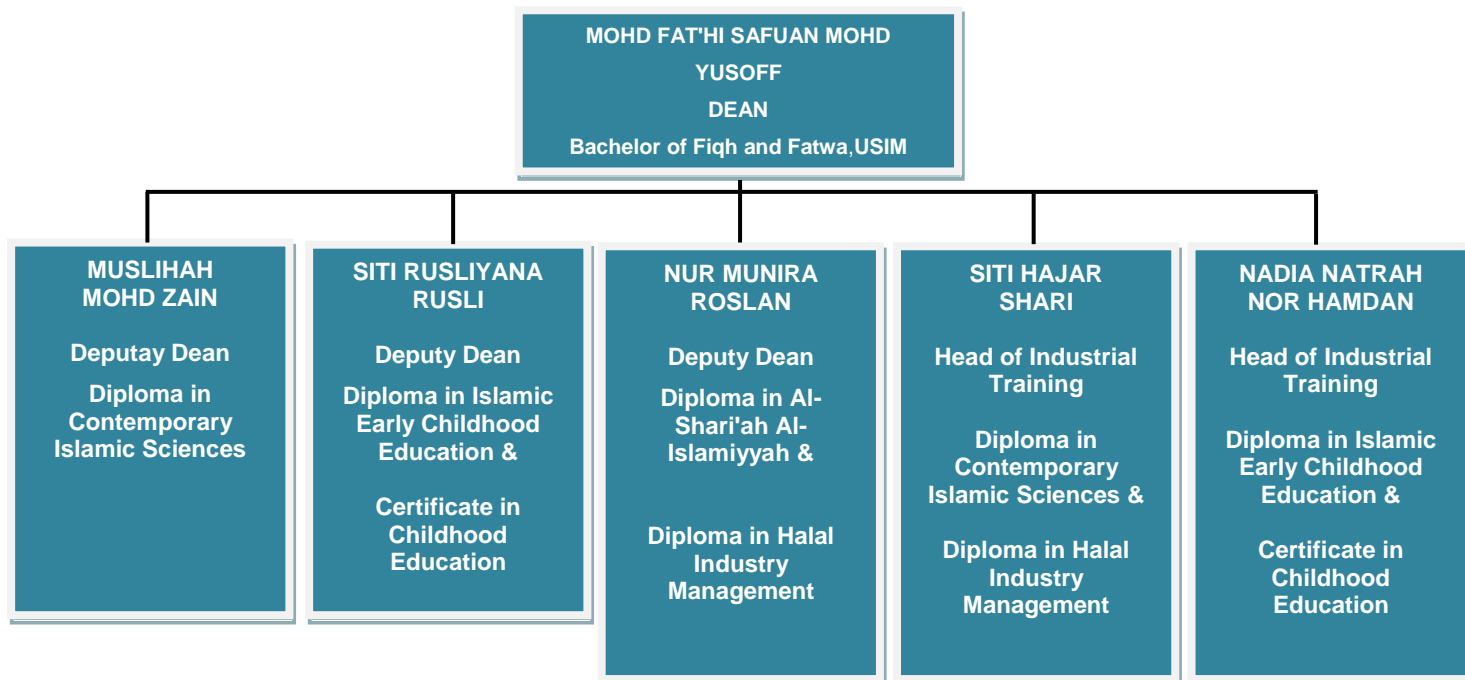 MOHD FAT'HI SAFUAN MOHD
YUSOFF
DEAN
Bachelor of Fiqh and Fatwa,USIM
MUSLIHAH
MOHD ZAIN
Deputay Dean
Diploma in
Contemporary
Islamic Sciences
SITI RUSLIYANA
RUSLI
Deputy Dean
Diploma in Islamic
Early Childhood
Education &
Certificate in
Childhood
Education
NUR MUNIRA
ROSLAN
Deputy Dean
Diploma in Al-
Shari'ah Al-
Islamiyyah &
Diploma in Halal
Industry
Management
SITI HAJAR
SHARI
Head of Industrial
Training
Diploma in
Contemporary
Islamic Sciences &
Diploma in Halal
Industry
Management
NADIA NATRAH
NOR HAMDAN
Head of Industrial
Training
Diploma in Islamic
Early Childhood
Education &
Certificate in
Childhood
Education